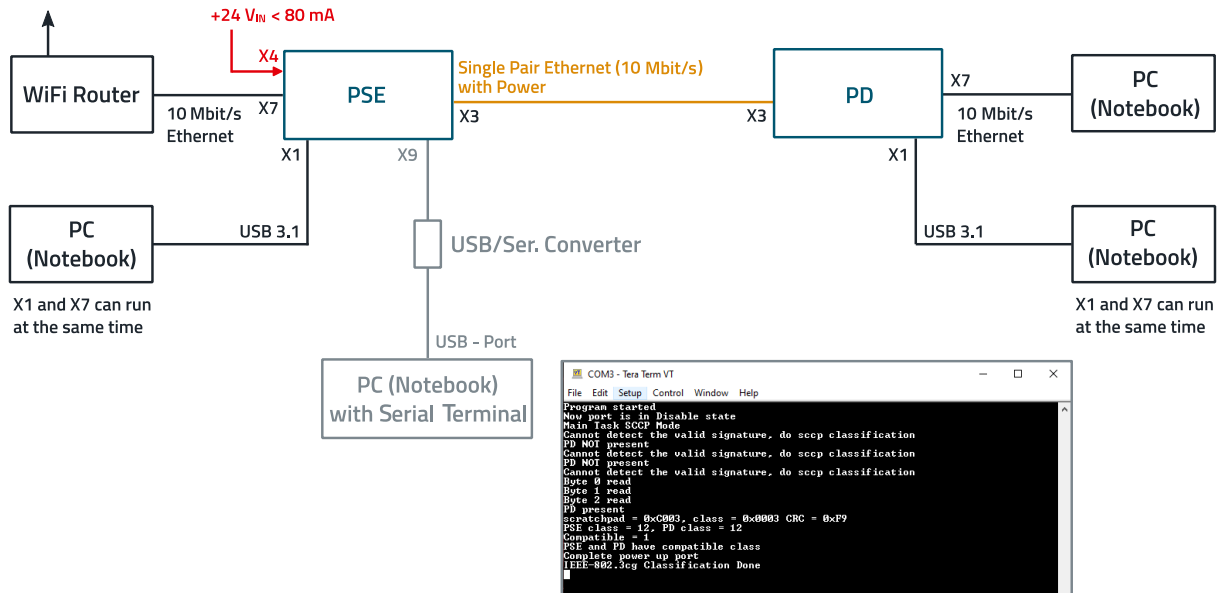 +24 VIN < 80 mA
X4
WiFi Router
PSE
Single Pair Ethernet (10 Mbit/s)
with Power
PD
X7
PC
(Notebook)
10 Mbit/s
Ethernet
X7
X3
X3
10 Mbit/s
Ethernet
X1
X9
X1
PC
(Notebook)
USB 3.1
USB/Ser. Converter
USB 3.1
PC
(Notebook)
X1 and X7 can run
at the same time
X1 and X7 can run
at the same time
USB - Port
PC (Notebook)
with Serial Terminal
COM3 - Tera Term VT
File Edit Setup Control Window Help
Program started
Now port is in Disable state
Main Task SCCP Mode
Cannot detect the valid signature, do sccp classification
PD NOT present
Cannot detect the valid signature, do sccp classification
PD NOT present
Cannot detect the valid signature, do sccp classification
Byte 0 read
Byte 1 read
Byte 2 read
PD present
scratchpad = 0xC003, class = 0x0003 CRC = 0xF9
PSE class = 12, PD class = 12
Compatible = 1
PSE and PD have compatible class
Complete power up port
IEEE-802.3cg Classification Done